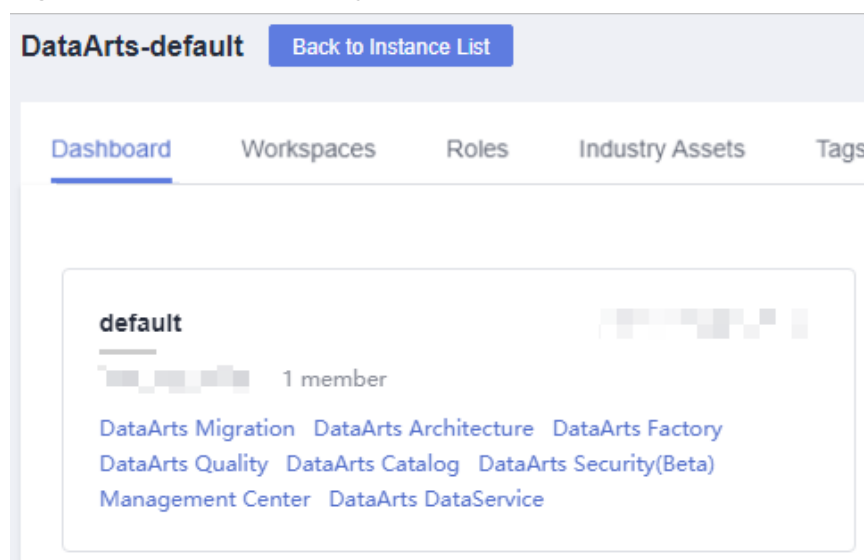 DataArts-default Back to Instance List
Dashboard Workspaces Roles Industry Assets Tags
default
1 member
DataArts Migration DataArts Architecture DataArts Factory
DataArts Quality DataArts Catalog DataArts Security(Beta)
Management Center DataArts DataService